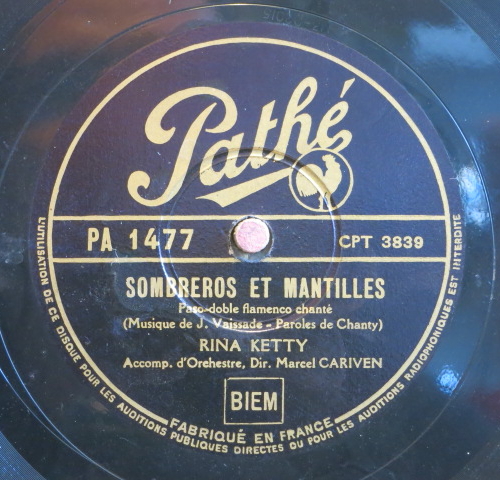 Pathé
PA 1477
CPT 3839
SOMBREROS ET MANTILLES
Paso-doble flamenco chanté
(Musique de J. Vaissade - Paroles de Chanty)
RINA KETTY
Accomp. d'Orchestre, Dir. Marcel CARIVEN
BIEM
FABRIQUÉ EN FRANCE
L'UTILISATION DE CE DISQUE POUR LES AUDITIONS PUBLIQUES DIRECTES OU POUR LES AUDITIONS RADIOPHONIQUES EST INTERDITE